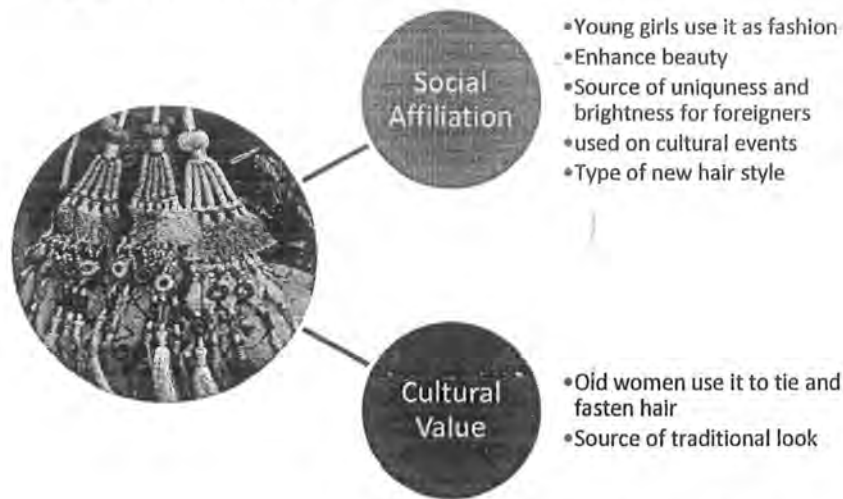 Social
Affiliation
•Young girls use it as fashion
•Enhance beauty
•Source of uniquness and
brightness for foreigners
•used on cultural events
•Type of new hair style
Cultural
Value
•Old women use it to tie and
fasten hair
•Source of traditional look